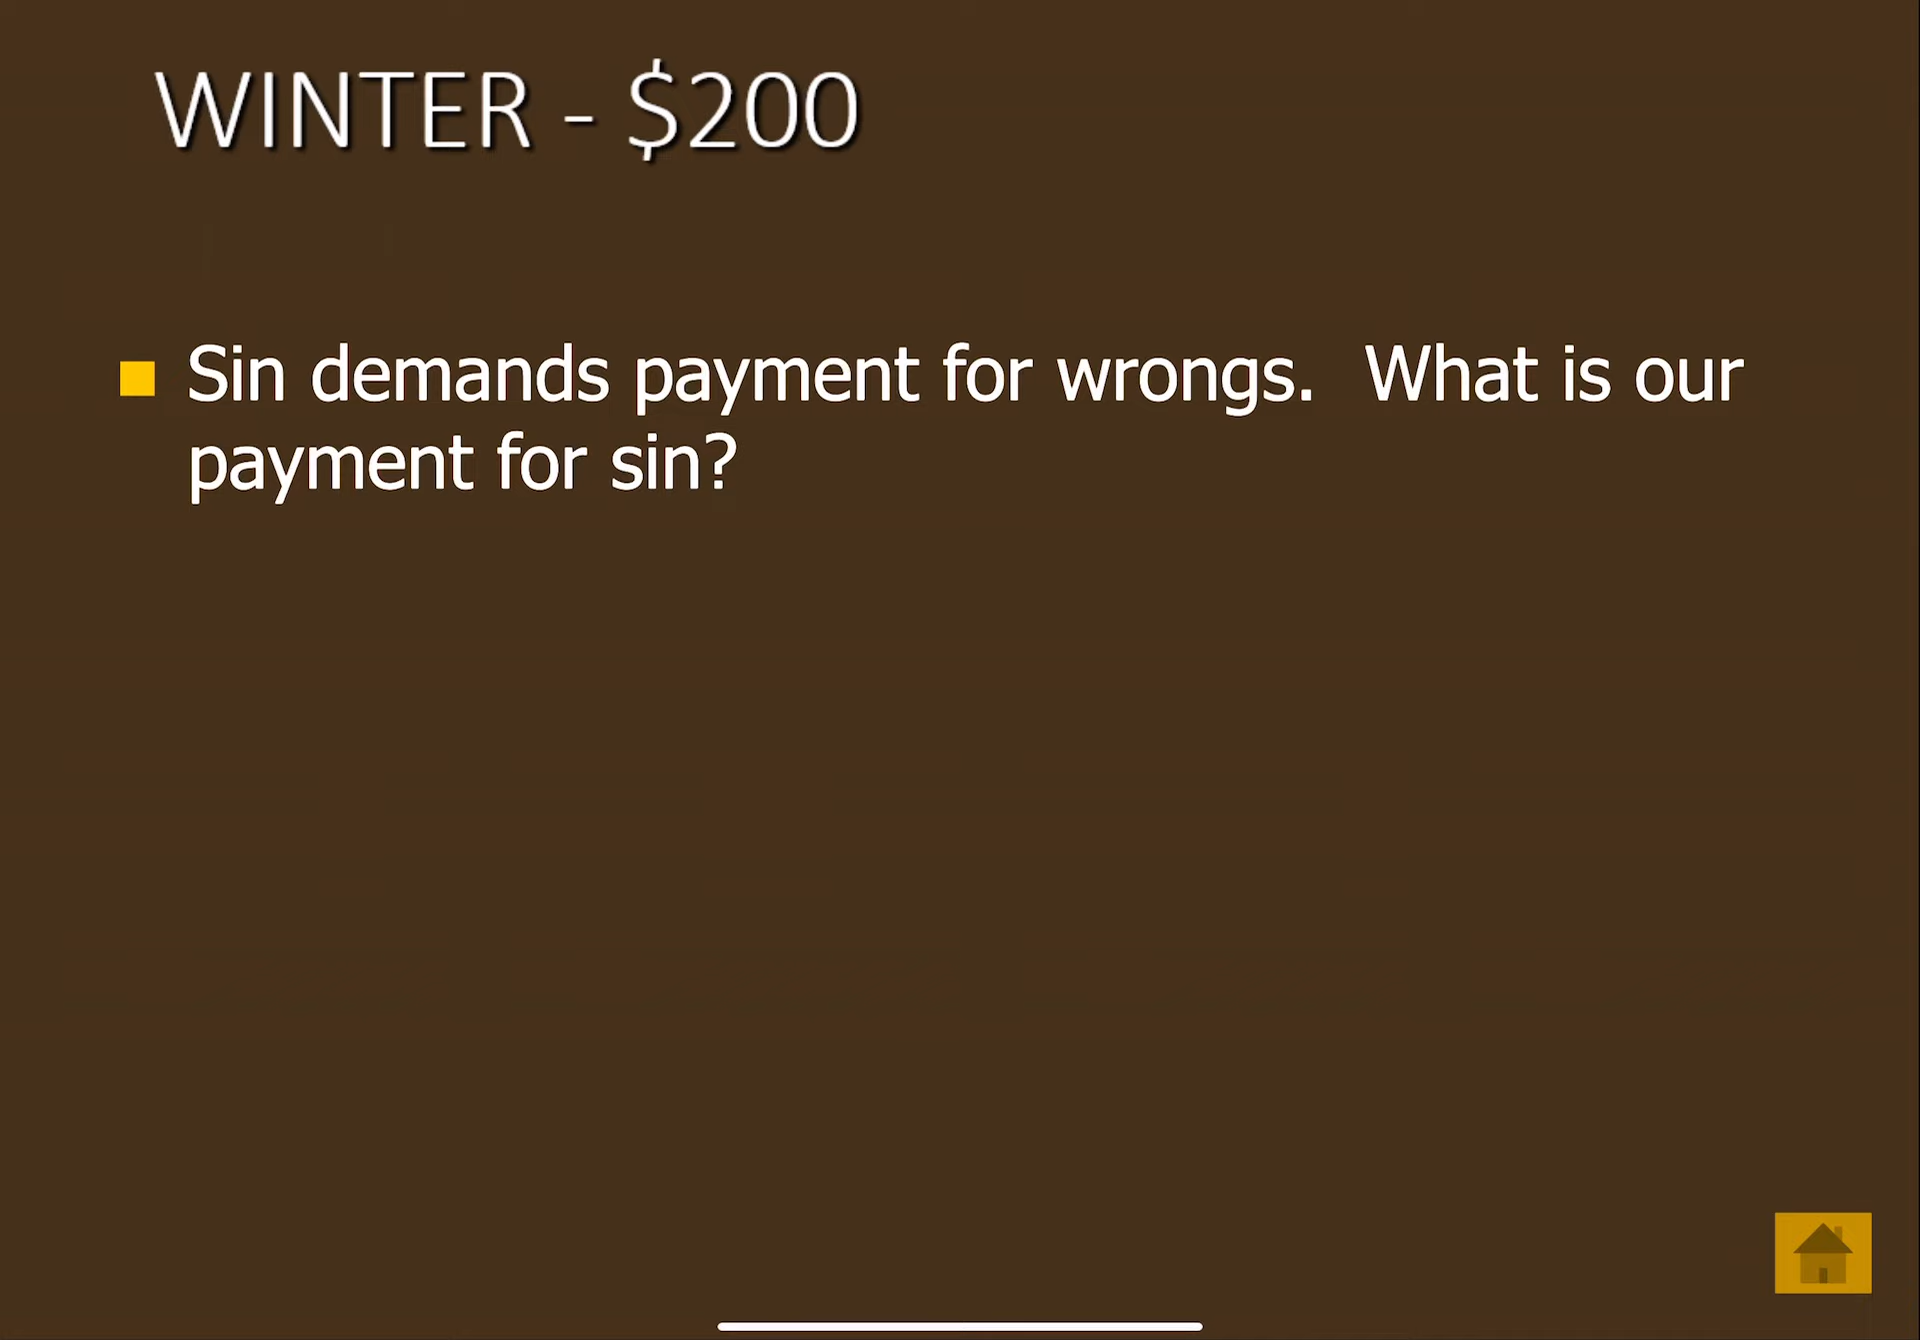 WINTER - $200
Sin demands payment for wrongs.  What is our
payment for sin?